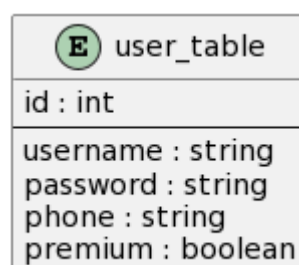 E user_table
id : int
username : string
password : string
phone : string
premium : boolean